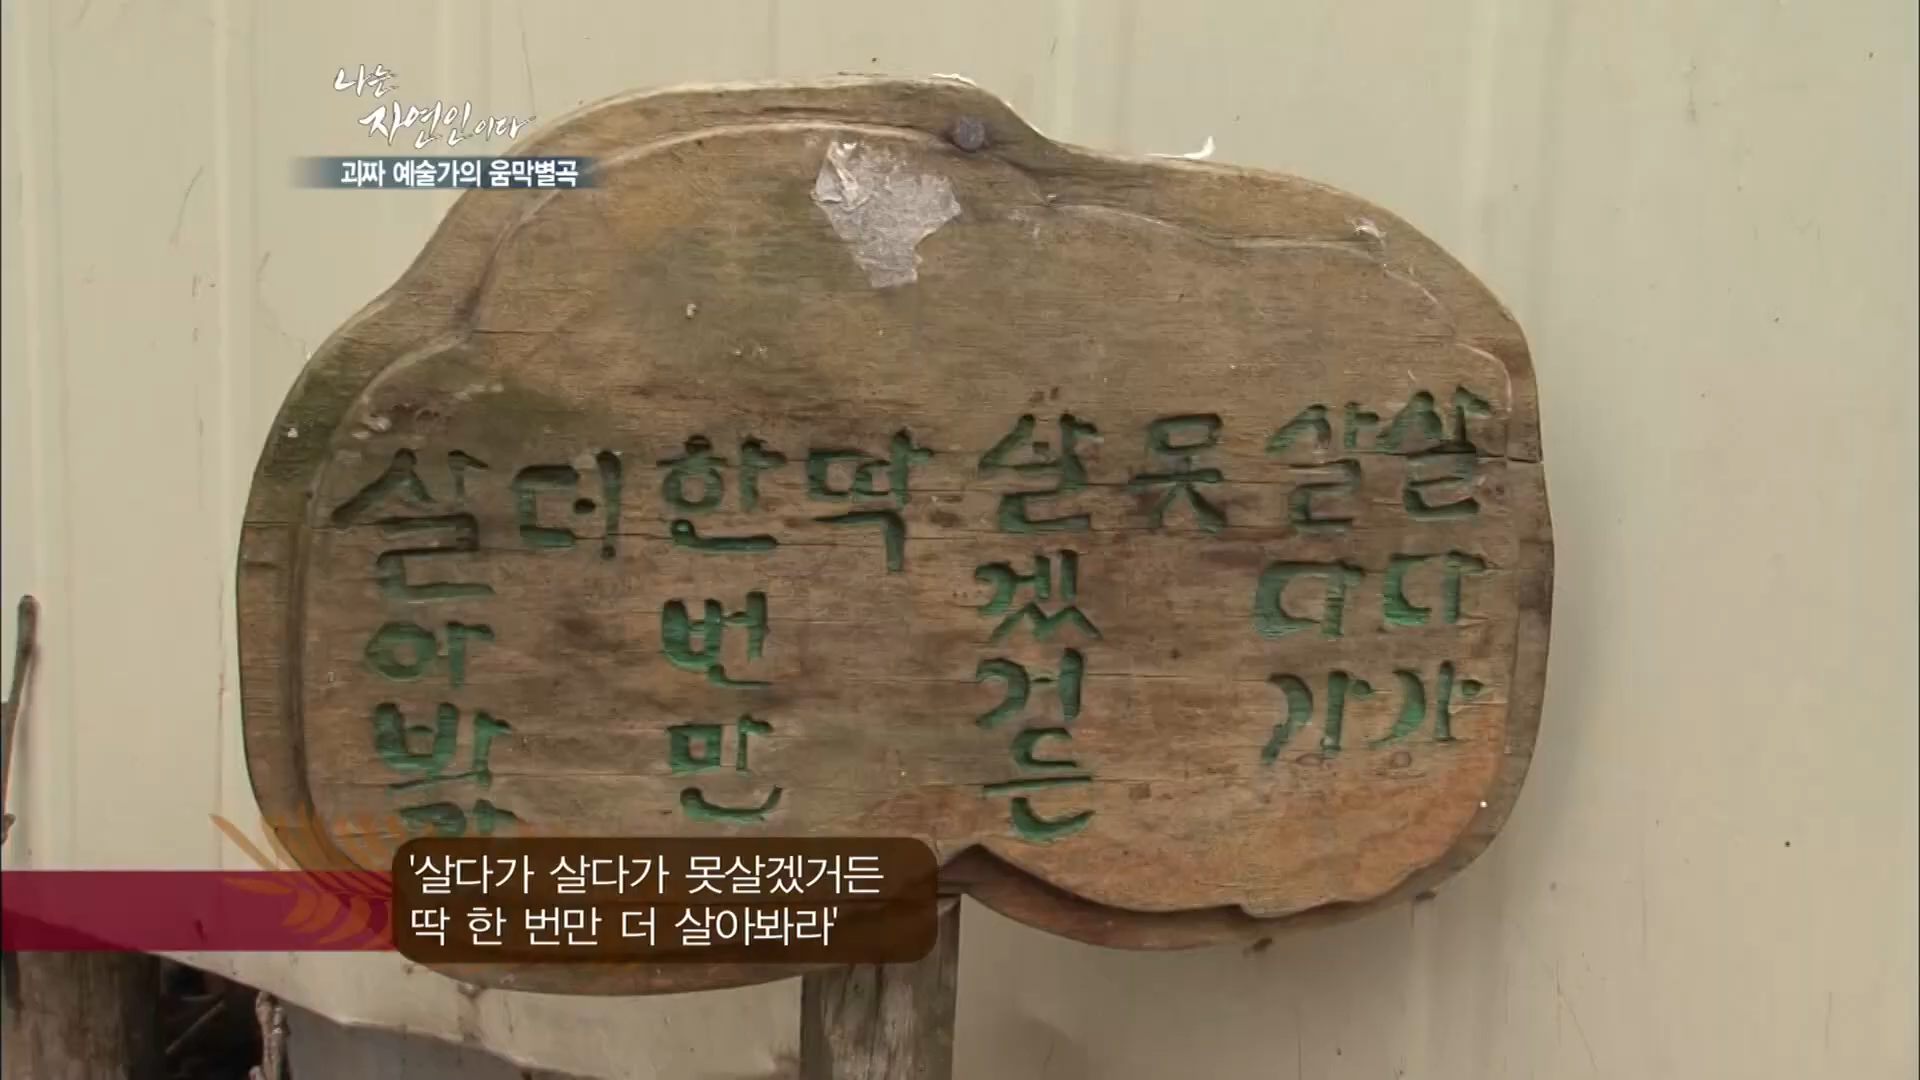 나는
자연인이다
괴짜 예술가의 움막별곡
살다가
살다가
못
살겠거든
딱
한번만
더
살아봐라
'살다가 살다가 못살겠거든
딱 한 번만 더 살아봐라'